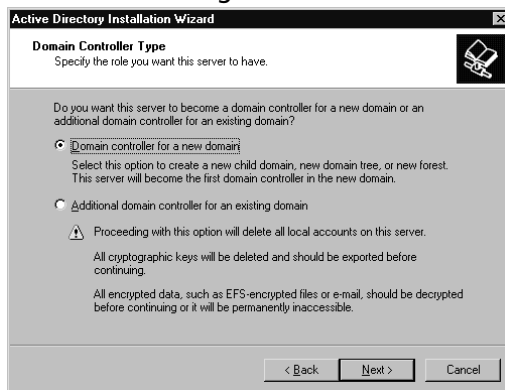 Active Directory Installation Wizard
Domain Controller Type
Specify the role you want this server to have.
Do you want this server to become a domain controller for a new domain or an
additional domain controller for an existing domain?
Domain controller for a new domain
Select this option to create a new child domain, new domain tree, or new forest.
This server will become the first domain controller in the new domain.
Additional domain controller for an existing domain
Proceeding with this option will delete all local accounts on this server.
All cryptographic keys will be deleted and should be exported before
continuing.
All encrypted data, such as EFS-encrypted files or e-mail, should be decrypted
before continuing or it will be permanently inaccessible.
< Back Next > Cancel